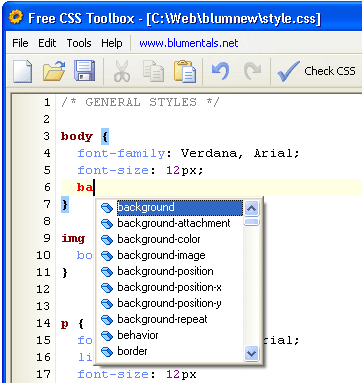 Free CSS Toolbox - [C:\Web\blumnew\style.css]
File Edit Tools Help www.blumentals.net
Check CSS
1 /* GENERAL STYLES */
2
3 body {
4 font-family: Verdana, Arial;
5 font-size: 12px;
6 ba
7 }
8
9 img
10 bo
11 }
12
13
14 p {
15 fo ial;
16 li
17 font-size: 12px
background
background-attachment
background-color
background-image
background-position
background-position-x
background-position-y
background-repeat
behavior
border